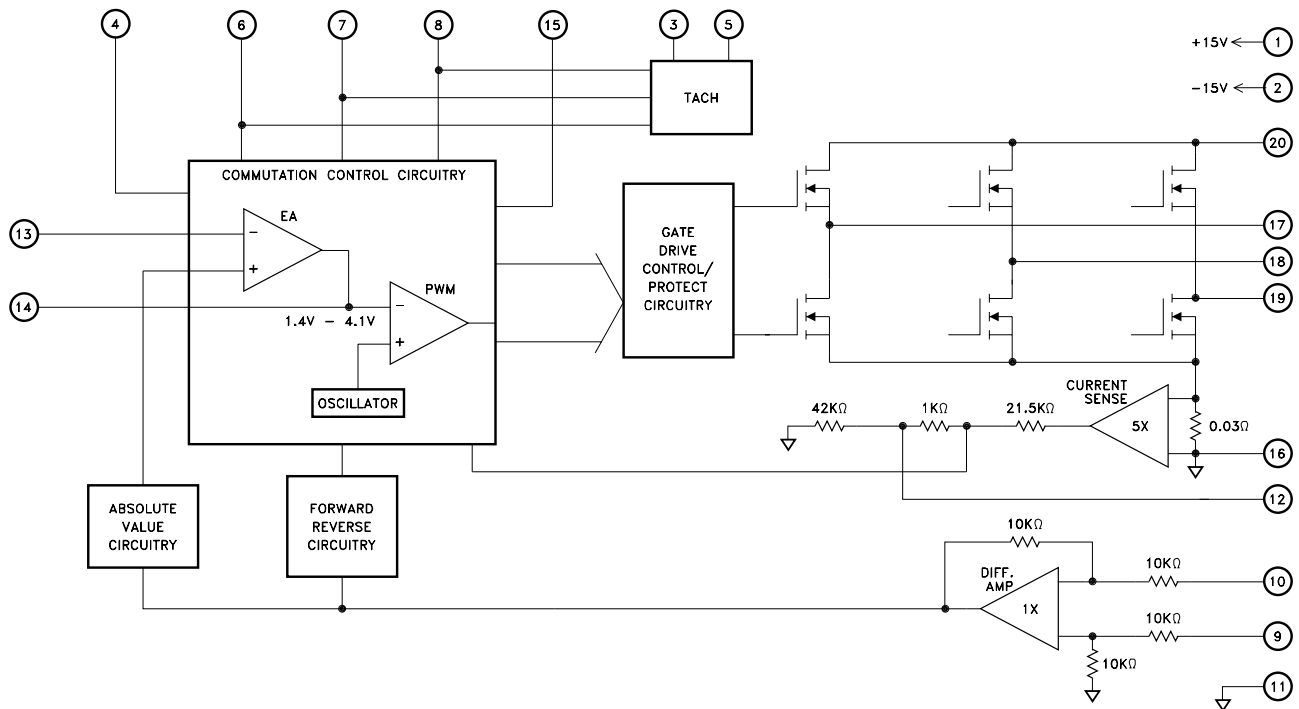 4
6
7
8
15
3
5
+15V
1
-15V
2
TACH
20
COMMUTATION CONTROL CIRCUITRY
EA
-
+
13
14
1.4V - 4.1V
PWM
-
+
OSCILLATOR
GATE
DRIVE
CONTROL/
PROTECT
CIRCUITRY
17
18
19
CURRENT
SENSE
5X
42KΩ
1KΩ
21.5KΩ
0.03Ω
16
12
ABSOLUTE
VALUE
CIRCUITRY
FORWARD
REVERSE
CIRCUITRY
10KΩ
DIFF.
AMP
1X
10KΩ
10
10KΩ
9
10KΩ
11